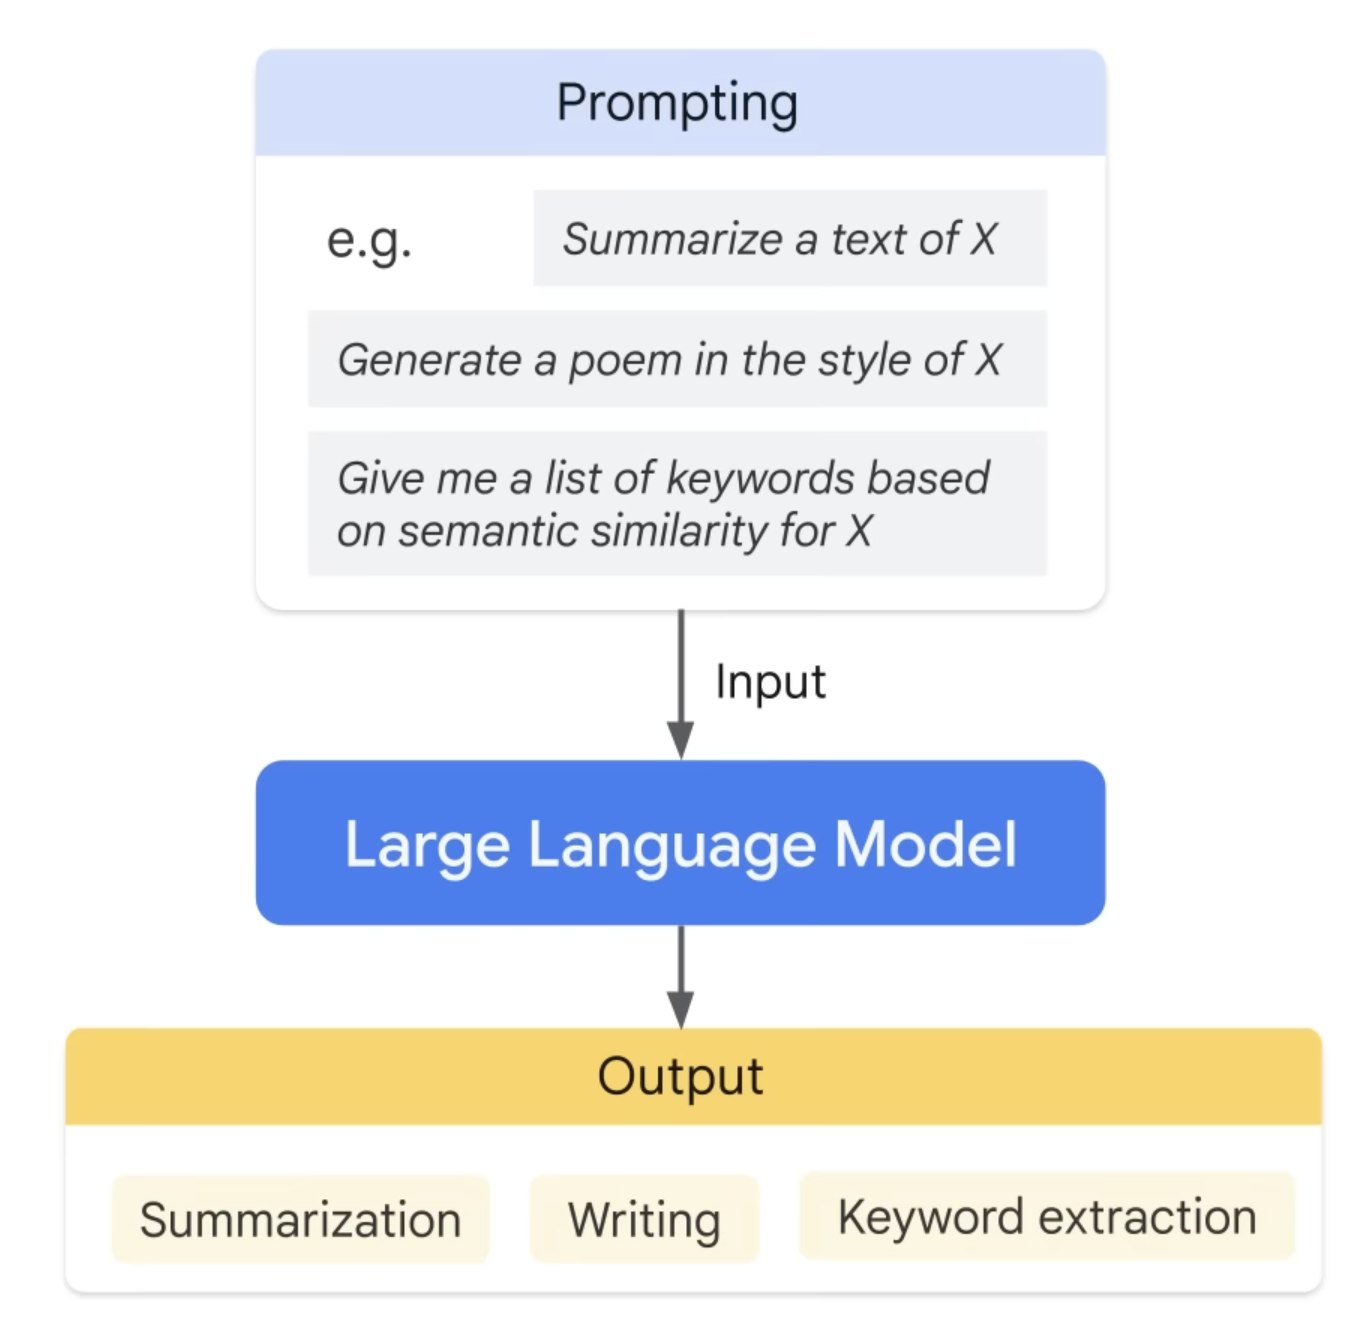 Prompting
e.g.
Summarize a text of X
Generate a poem in the style of X
Give me a list of keywords based
on semantic similarity for X
Input
Large Language Model
Output
Summarization
Writing
Keyword extraction